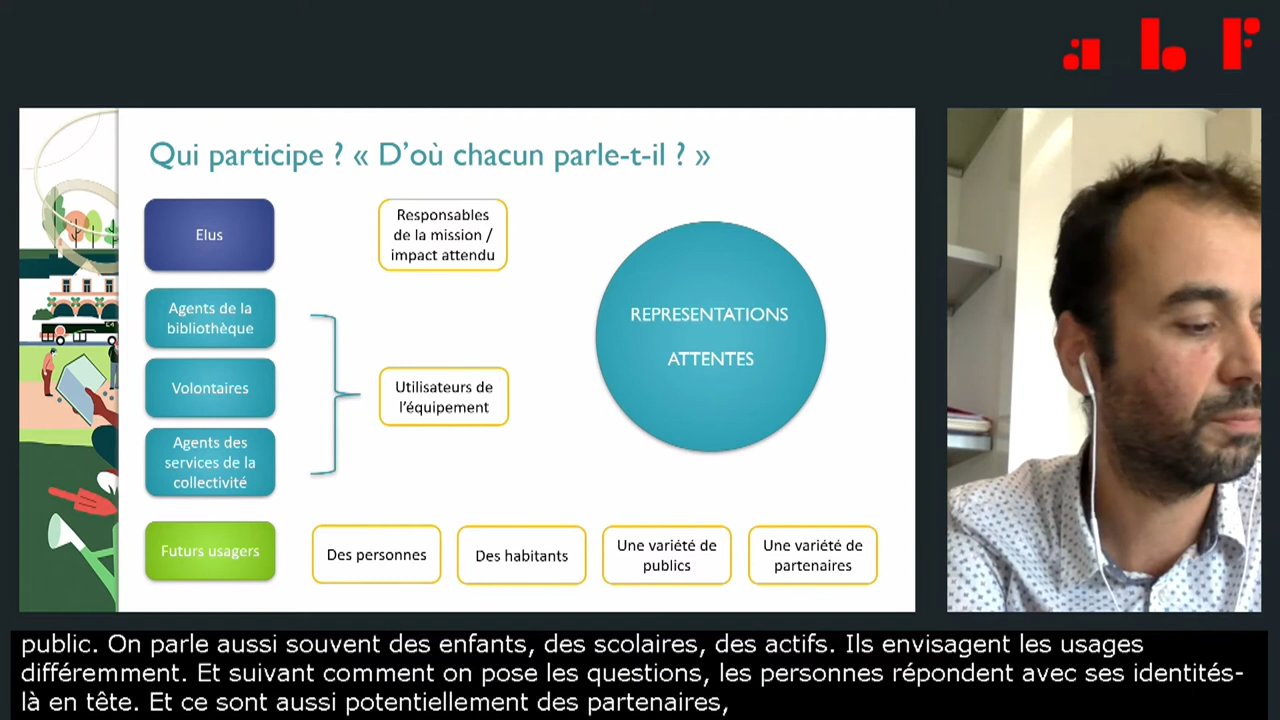 abf
Qui participe ? « D'où chacun parle-t-il ? »
Elus
Responsables
de la mission /
impact attendu
Agents de la
bibliothèque
Volontaires
Agents des
services de la
collectivité
Utilisateurs de
l'équipement
REPRESENTATIONS
ATTENTES
Futurs usagers
Des personnes
Des habitants
Une variété de
publics
Une variété de
partenaires
public. On parle aussi souvent des enfants, des scolaires, des actifs. Ils envisagent les usages
différemment. Et suivant comment on pose les questions, les personnes répondent avec ses identités-
là en tête. Et ce sont aussi potentiellement des partenaires,